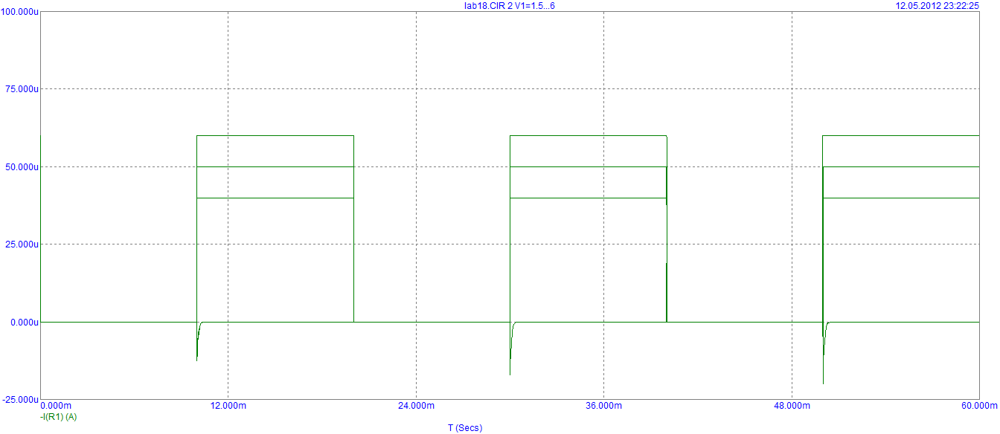 lab18.CIR 2 V1=1.5...6 12.05.2012 23:22:25
100.000u
75.000u
50.000u
25.000u
0.000u
-25.000u
0.000m 12.000m 24.000m 36.000m 48.000m 60.000m
-I(R1) (A)
T (Secs)